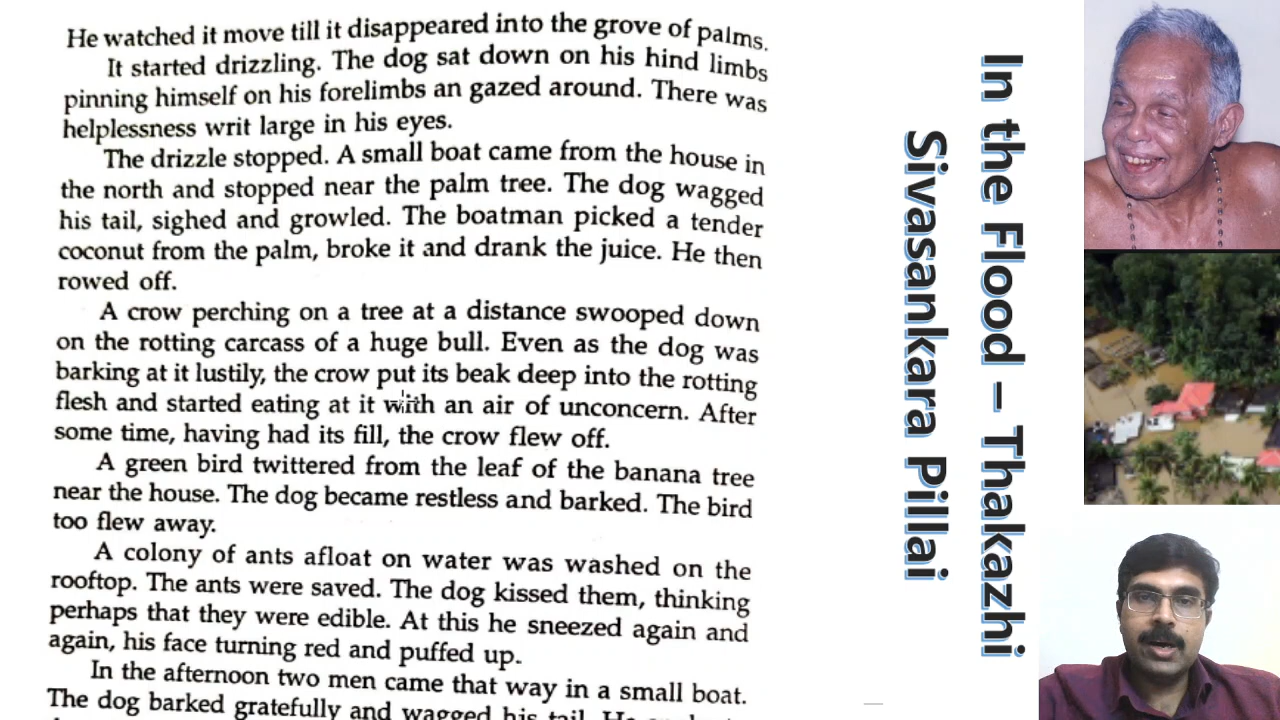 He watched it move till it disappeared into the grove of palms.
It started drizzling. The dog sat down on his hind limbs
pinning himself on his forelimbs an gazed around. There was
helplessness writ large in his eyes.
The drizzle stopped. A small boat came from the house in
the north and stopped near the palm tree. The dog wagged
his tail, sighed and growled. The boatman picked a tender
coconut from the palm, broke it and drank the juice. He then
rowed off.
A crow perching on a tree at a distance swooped down
on the rotting carcass of a huge bull. Even as the dog was
barking at it lustily, the crow put its beak deep into the rotting
flesh and started eating at it with an air of unconcern. After
some time, having had its fill, the crow flew off.
A green bird twittered from the leaf of the banana tree
near the house. The dog became restless and barked. The bird
too flew away.
A colony of ants afloat on water was washed on the
rooftop. The ants were saved. The dog kissed them, thinking
perhaps that they were edible. At this he sneezed again and
again, his face turning red and puffed up.
In the afternoon two men came that way in a small boat.
The dog barked gratefully and wagged his tail. He
In the Flood – Thakazhi
Sivasankara Pillai